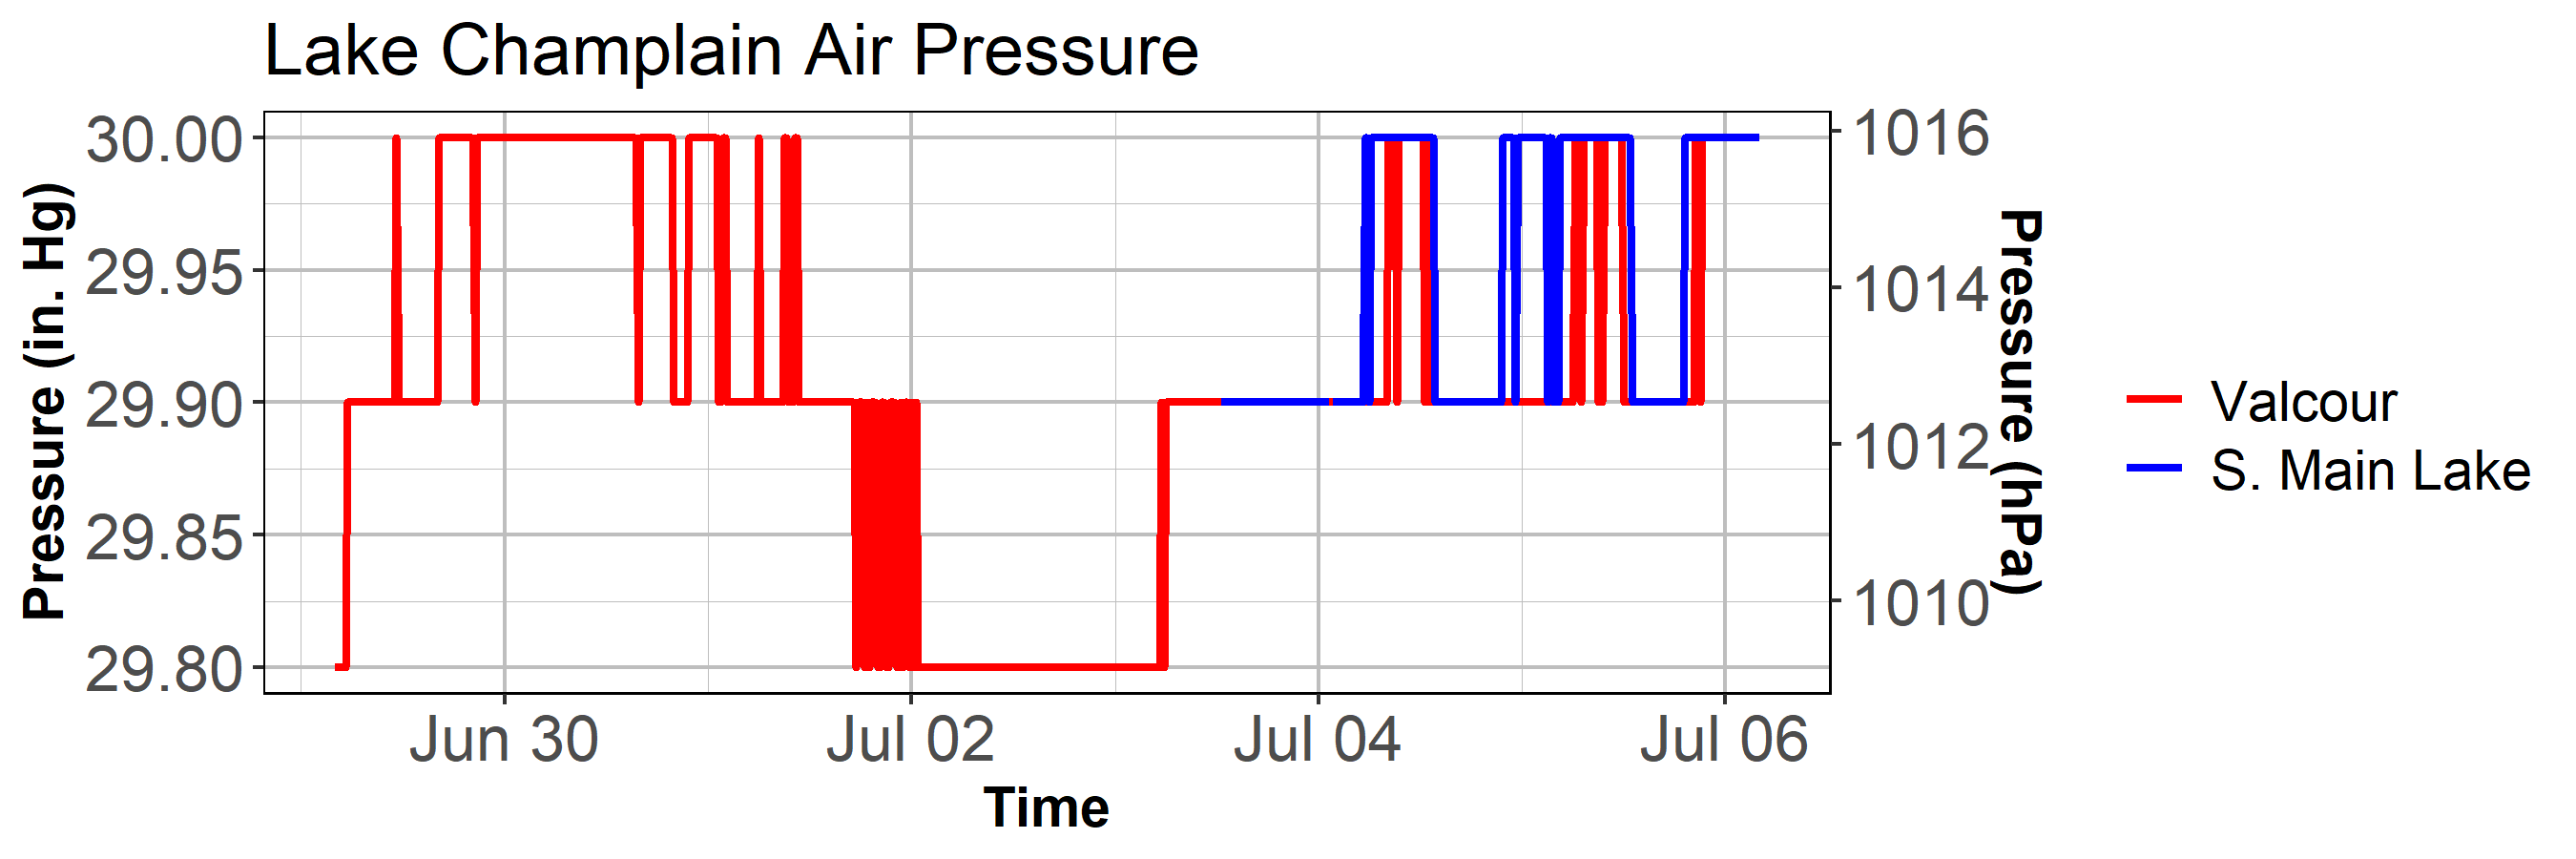 Lake Champlain Air Pressure
Pressure (in. Hg)
30.00
29.95
29.90
29.85
29.80
1016
1014
1012
1010
Pressure (hPa)
Jun 30
Jul 02
Jul 04
Jul 06
Time
Valcour
S. Main Lake